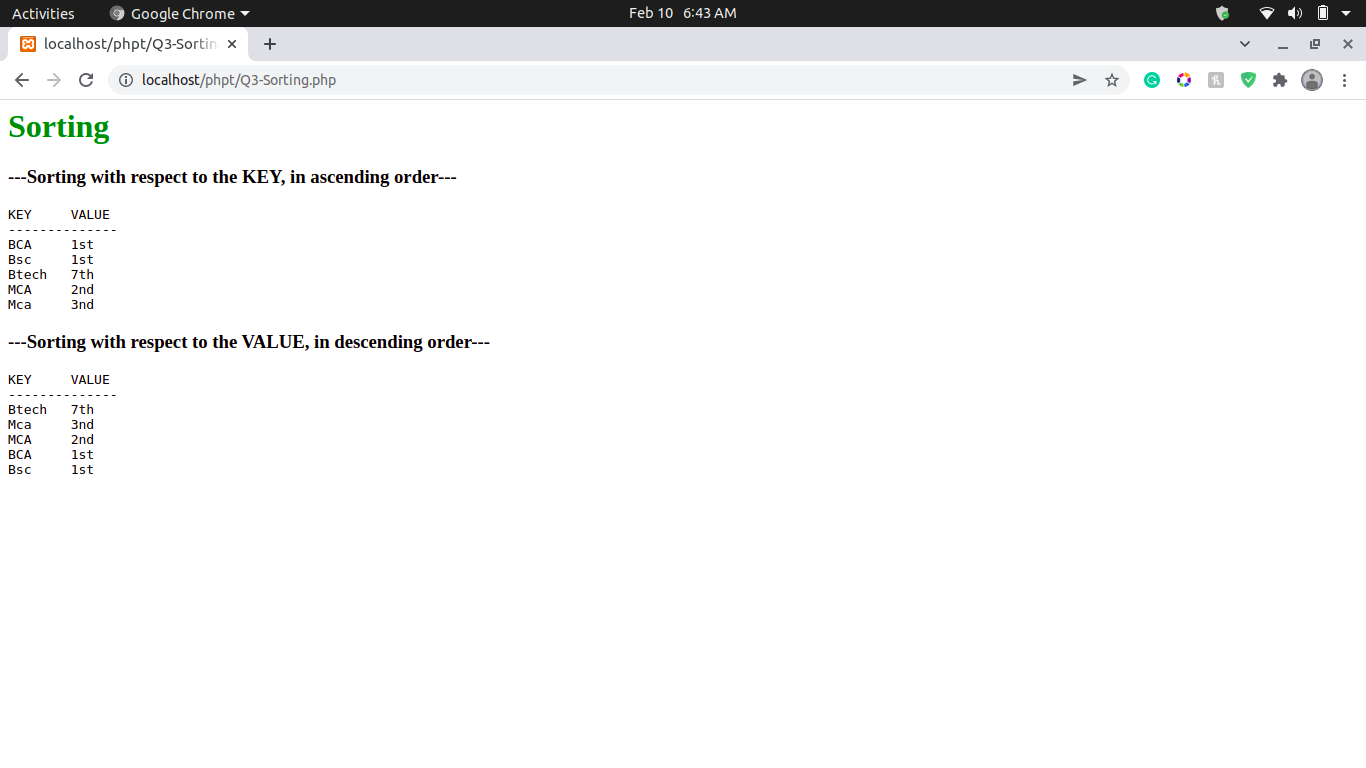 Activities Google Chrome Feb 10 6:43 AM
localhost/phpt/Q3-Sortin
localhost/phpt/Q3-Sorting.php
Sorting
---Sorting with respect to the KEY, in ascending order---
KEY VALUE
--------------
BCA 1st
Bsc 1st
Btech 7th
MCA 2nd
Mca 3nd
---Sorting with respect to the VALUE, in descending order---
KEY VALUE
--------------
Btech 7th
Mca 3nd
MCA 2nd
BCA 1st
Bsc 1st